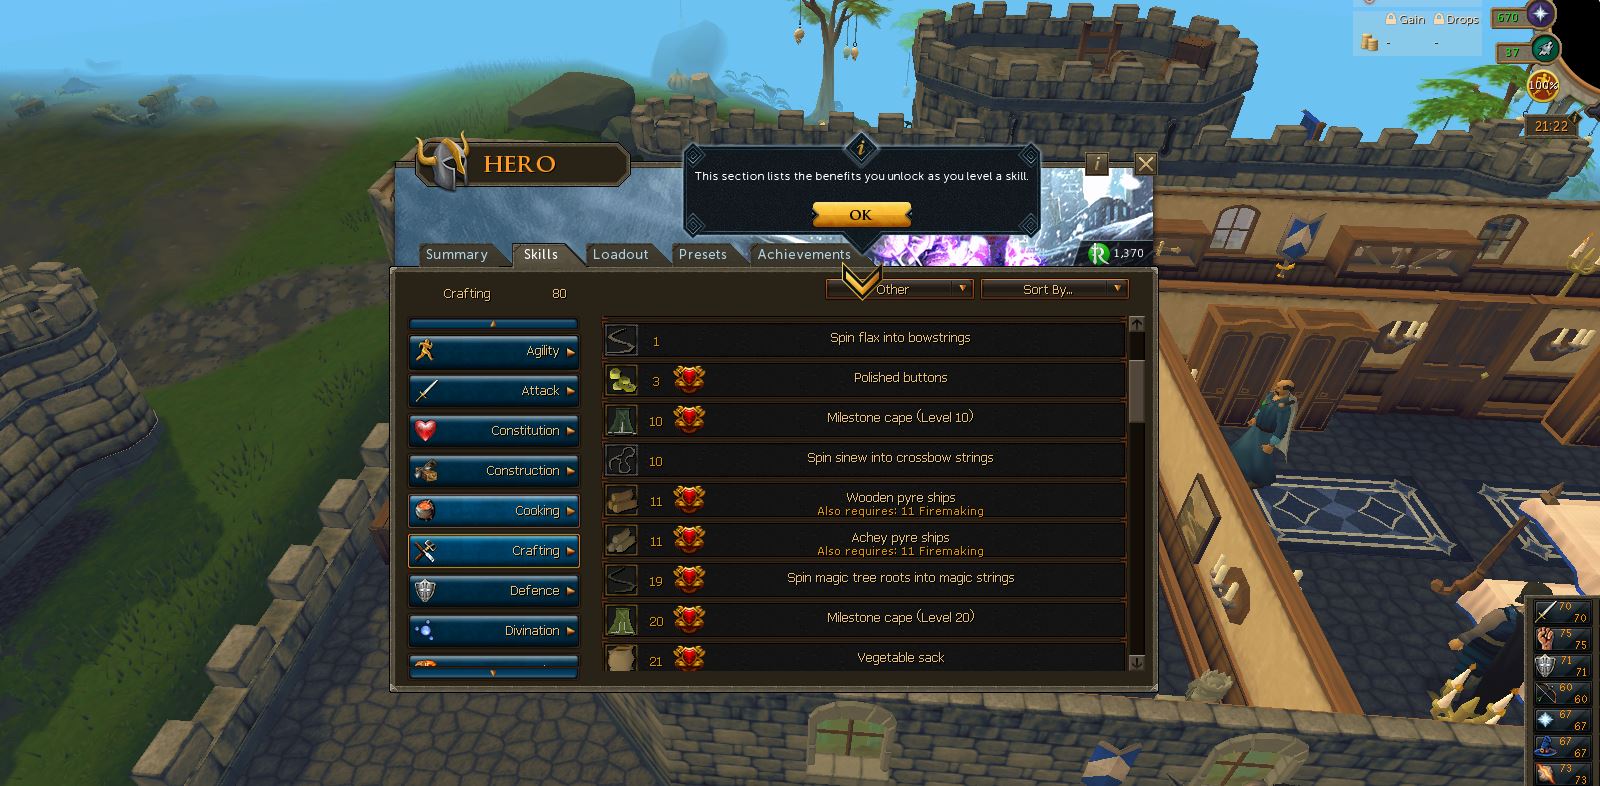 Gain Drops
670
- -
37
100%
21:22
HERO
i
This section lists the benefits you unlock as you level a skill.
OK
Summary
Skills
Loadout
Presets
Achievements
1,370
Crafting 80
Other
Sort By...
Agility
Attack
Constitution
Construction
Cooking
Crafting
Defence
Divination
1 Spin flax into bowstrings
3 Polished buttons
10 Milestone cape (Level 10)
10 Spin sinew into crossbow strings
11 Wooden pyre ships
Also requires: 11 Firemaking
11 Achey pyre ships
Also requires: 11 Firemaking
19 Spin magic tree roots into magic strings
20 Milestone cape (Level 20)
21 Vegetable sack
70
70
75
75
71
71
60
60
67
67
67
67
73
73